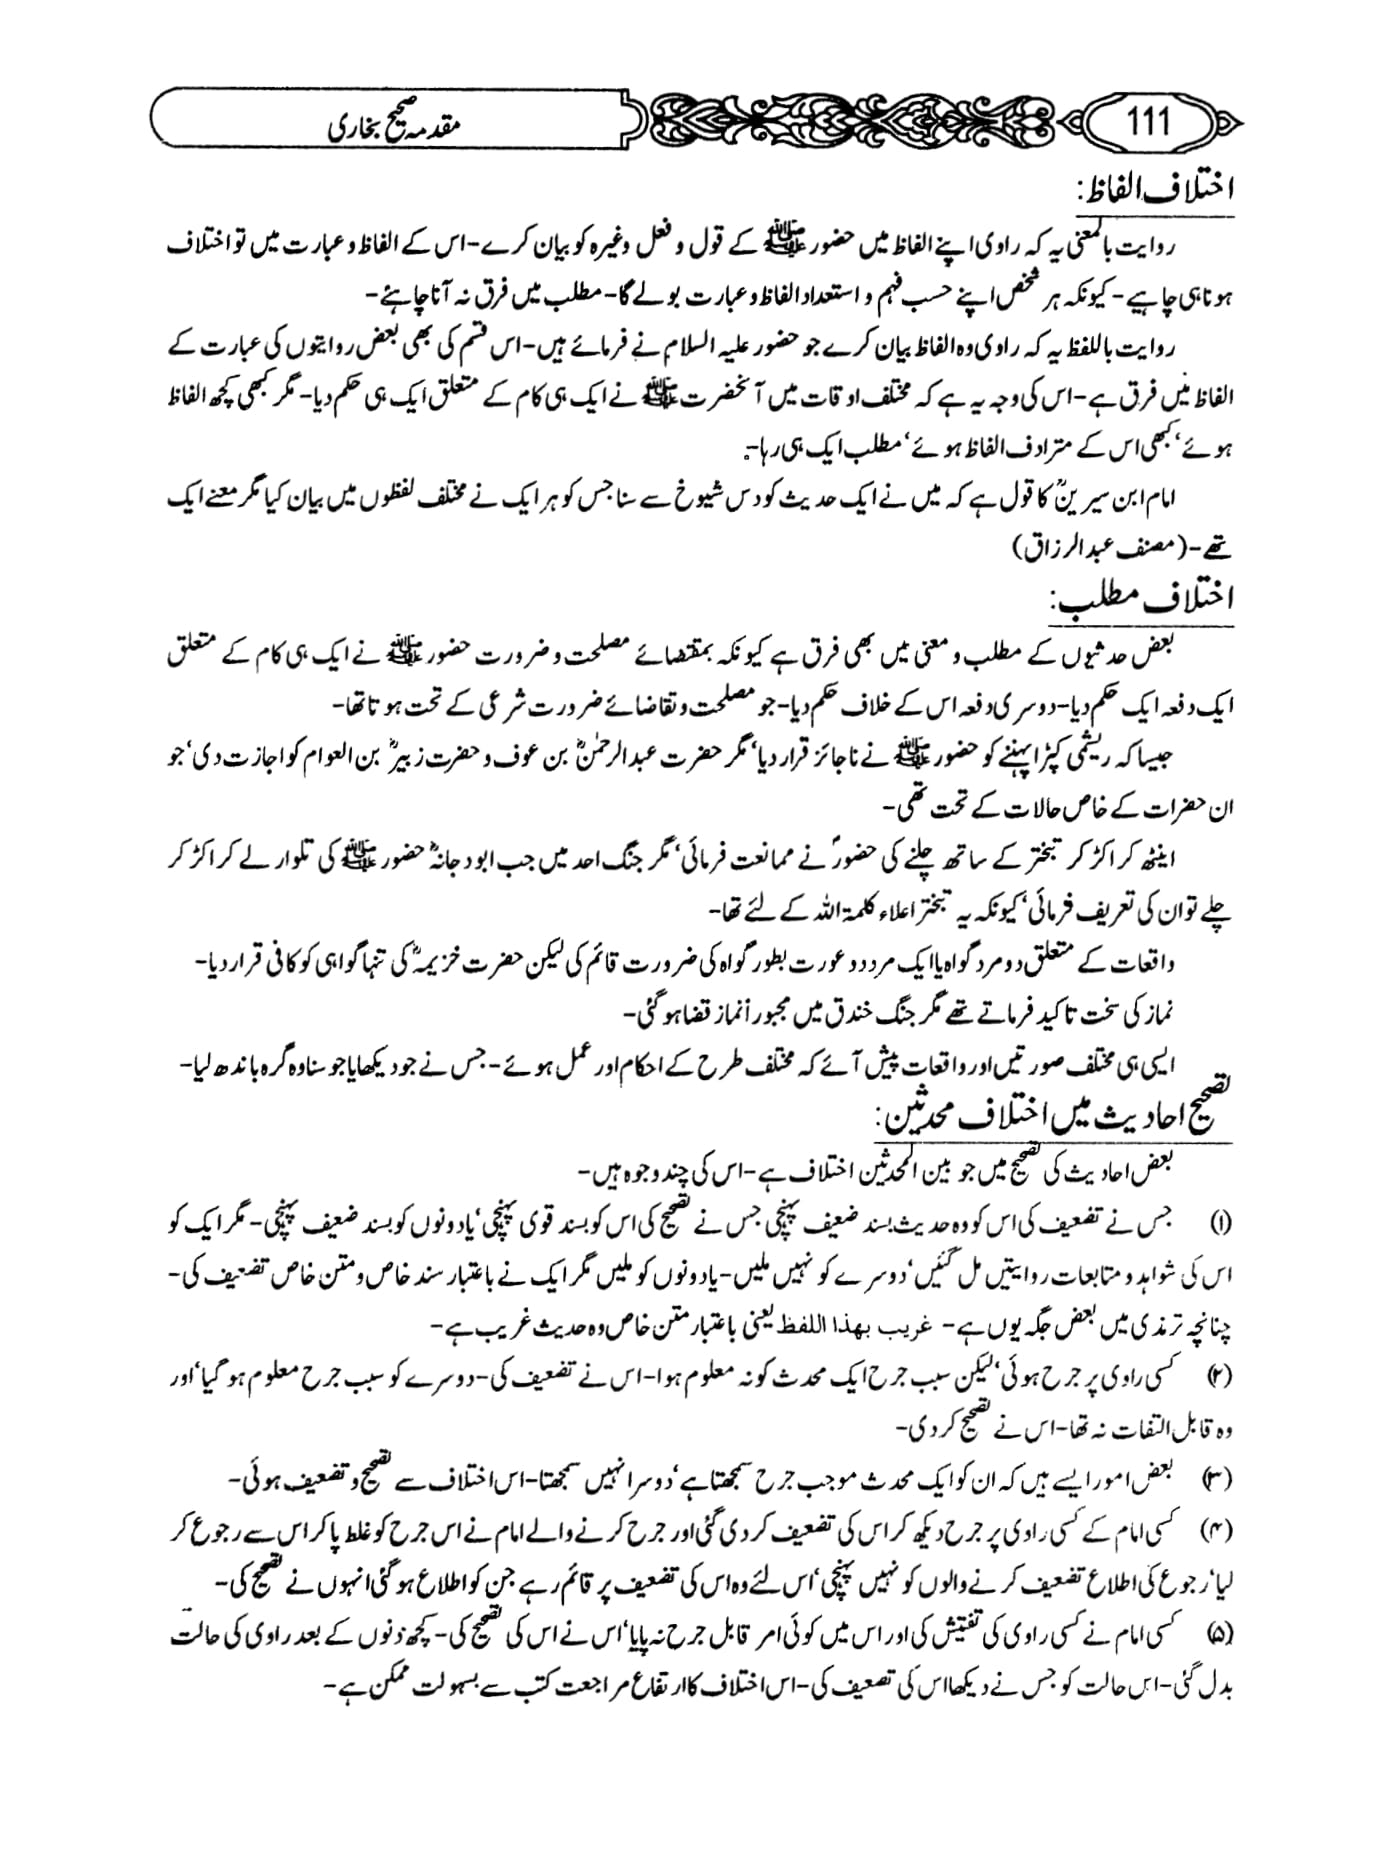 مقدمہ صحیح بخاری
111
اختلاف الفاظ:
روایت بالمعنی یہ کہ راوی اپنے الفاظ میں حضور ﷺ کے قول و فعل وغیرہ کو بیان کرے۔ اس کے الفاظ و عبارت میں تو اختلاف
ہونا ہی چاہیے۔ کیونکہ ہر شخص اپنے حسب فہم و استعداد الفاظ و عبارت بولے گا۔ مطلب میں فرق نہ آنا چاہئے۔
روایت باللفظ یہ کہ راوی وہ الفاظ بیان کرے جو حضور علیہ السلام نے فرمائے ہیں۔ اس قسم کی بھی بعض روایتوں کی عبارت کے
الفاظ میں فرق ہے۔ اس کی وجہ یہ ہے کہ مختلف اوقات میں آنحضرت ﷺ نے ایک ہی کام کے متعلق ایک ہی حکم دیا۔ مگر کبھی کچھ الفاظ
ہوئے‘ کبھی اس کے مترادف الفاظ ہوئے‘ مطلب ایک ہی رہا۔
امام ابن سیرینؒ کا قول ہے کہ میں نے ایک حدیث کو دس شیوخ سے سنا جس کو ہر ایک نے مختلف لفظوں میں بیان کیا مگر معنے ایک
تھے۔ (مصنف عبدالرزاق)
اختلاف مطلب:
بعض حدثیوں کے مطلب و معنی میں بھی فرق ہے کیونکہ بمقتضائے مصلحت و ضرورت حضور ﷺ نے ایک ہی کام کے متعلق
ایک دفعہ ایک حکم دیا۔ دوسری دفعہ اس کے خلاف حکم دیا۔ جو مصلحت و تقاضائے ضرورت شرعی کے تحت ہوتا تھا۔
جیسا کہ ریشمی کپڑا پہننے کو حضور ﷺ نے ناجائز قرار دیا‘ مگر حضرت عبدالرحمٰنؓ بن عوف و حضرت زبیرؓ بن العوام کو اجازت دی‘ جو
ان حضرات کے خاص حالات کے تحت تھی۔
اینٹھ کر اکڑ کر تبختر کے ساتھ چلنے کی حضورؐ نے ممانعت فرمائی‘ مگر جنگ احد میں جب ابودجانہؓ حضور ﷺ کی تلوار لے کر اکڑ کر
چلے تو ان کی تعریف فرمائی‘ کیونکہ یہ تبختر اعلاء کلمۃ اللہ کے لئے تھا۔
واقعات کے متعلق دو مرد گواہ یا ایک مرد دو عورت بطور گواہ کی ضرورت قائم کی لیکن حضرت خزیمہؓ کی تنہا گواہی کو کافی قرار دیا۔
نماز کی سخت تاکید فرماتے تھے مگر جنگ خندق میں مجبوراً نماز قضا ہو گئی۔
ایسی ہی مختلف صورتیں اور واقعات پیش آئے کہ مختلف طرح کے احکام اور عمل ہوئے۔ جس نے جو دیکھا یا جو سنا وہ گرہ باندھ لیا۔
تصحیح احادیث میں اختلاف محدثین:
بعض احادیث کی تصحیح میں جو بین المحدثین اختلاف ہے۔ اس کی چند وجوہ ہیں۔
(۱) جس نے تضعیف کی اس کو وہ حدیث بسند ضعیف پہنچی جس نے تصحیح کی اس کو بسند قوی پہنچی‘ یا دونوں کو بسند ضعیف پہنچی۔ مگر ایک کو
اس کی شواہد و متابعات روایتیں مل گئیں‘ دوسرے کو نہیں ملیں۔ یا دونوں کو ملیں مگر ایک نے باعتبار سند خاص و متن خاص تضعیف کی۔
چنانچہ ترمذی میں بعض جگہ یوں ہے۔ غریب بھذا اللفظ یعنی باعتبار متن خاص وہ حدیث غریب ہے۔
(۲) کسی راوی پر جرح ہوئی‘ لیکن سبب جرح ایک محدث کو نہ معلوم ہوا۔ اس نے تضعیف کی۔ دوسرے کو سبب جرح معلوم ہو گیا‘ اور
وہ قابل التفات نہ تھا۔ اس نے تصحیح کر دی۔
(۳) بعض امور ایسے ہیں کہ ان کو ایک محدث موجب جرح سمجھتا ہے‘ دوسرا نہیں سمجھتا۔ اس اختلاف سے تصحیح و تضعیف ہوئی۔
(۴) کسی امام کے کسی راوی پر جرح دیکھ کر اس کی تضعیف کر دی گئی اور جرح کرنے والے امام نے اس جرح کو غلط پا کر اس سے رجوع کر
لیا‘ رجوع کی اطلاع تضعیف کرنے والوں کو نہیں پہنچی‘ اس لئے وہ اس کی تضعیف پر قائم رہے جن کو اطلاع ہو گئی انہوں نے تصحیح کی۔
(۵) کسی امام نے کسی راوی کی تفتیش کی اور اس میں کوئی امر قابل جرح نہ پایا‘ اس نے اس کی تصحیح کی۔ کچھ دنوں کے بعد راوی کی حالت
بدل گئی۔ اس حالت کو جس نے دیکھا اس کی تصعیف کی۔ اس اختلاف کا ارتفاع مراجعت کتب سے بسہولت ممکن ہے۔